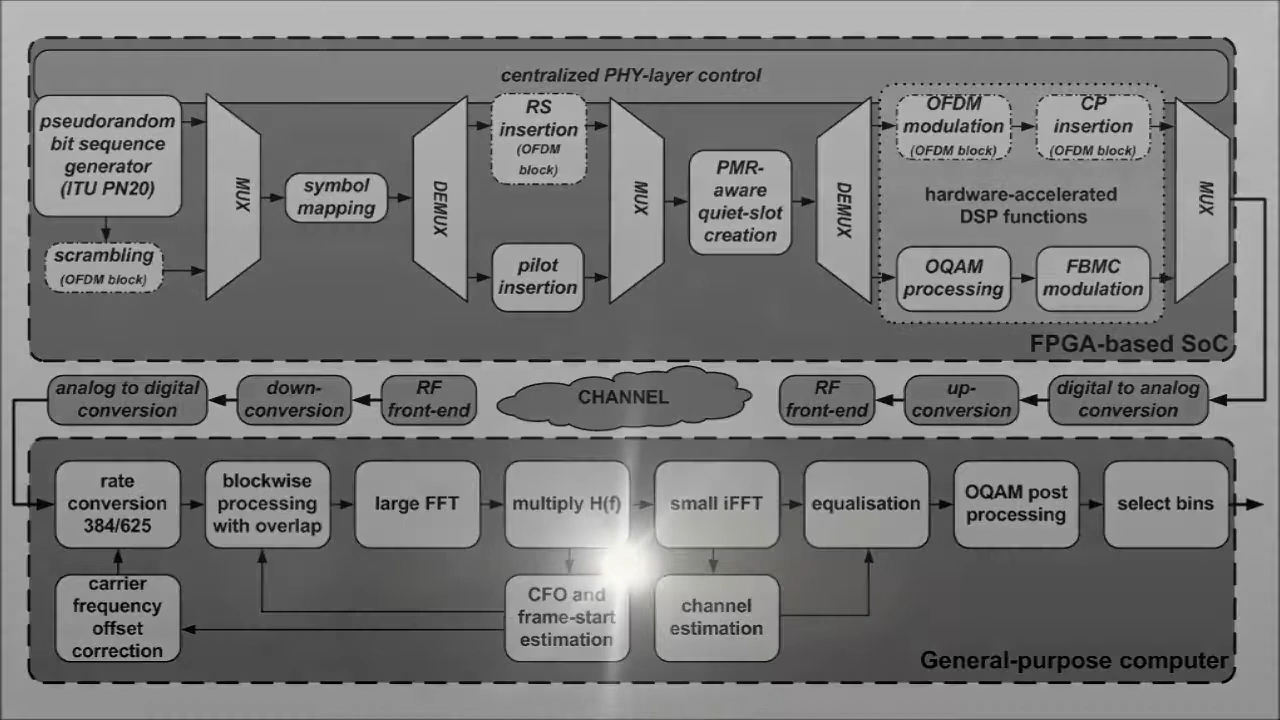 centralized PHY-layer control
pseudorandom
bit sequence
generator
(ITU PN20)
scrambling
(OFDM block)
MUX
symbol
mapping
DEMUX
RS
insertion
(OFDM
block)
pilot
insertion
MUX
PMR-
aware
quiet-slot
creation
DEMUX
OFDM
modulation
(OFDM block)
CP
insertion
(OFDM block)
hardware-accelerated
DSP functions
OQAM
processing
FBMC
modulation
MUX
FPGA-based SoC
analog to digital
conversion
down-
conversion
RF
front-end
CHANNEL
RF
front-end
up-
conversion
digital to analog
conversion
rate
conversion
384/625
blockwise
processing
with overlap
large FFT
multiply H(f)
small iFFT
equalisation
OQAM post
processing
select bins
carrier
frequency
offset
correction
CFO and
frame-start
estimation
channel
estimation
General-purpose computer